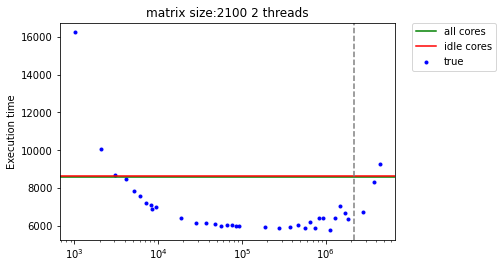 matrix size:2100 2 threads
all cores
idle cores
true
Execution time
16000
14000
12000
10000
8000
6000
10³
10⁴
10⁵
10⁶